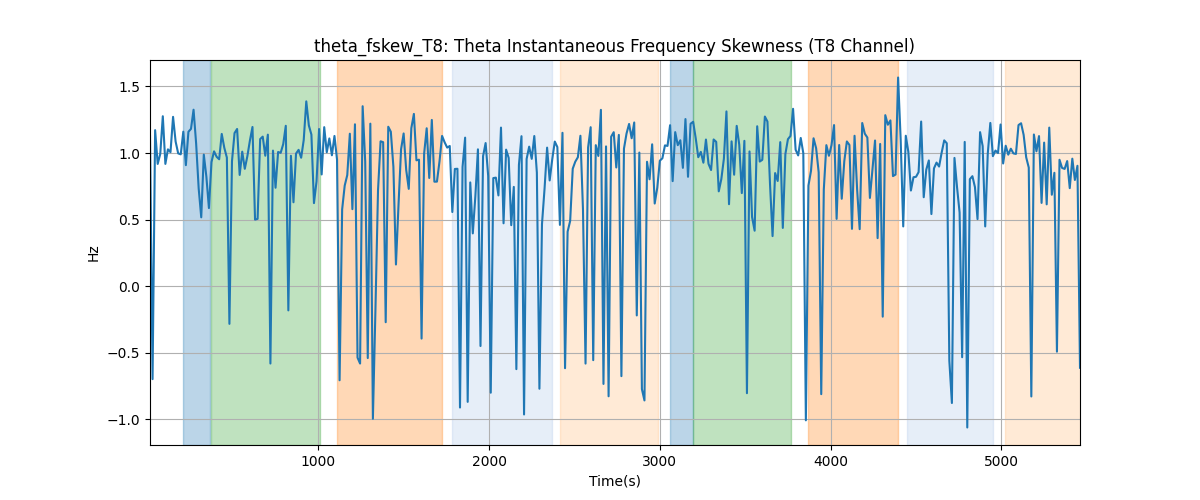 theta_fskew_T8: Theta Instantaneous Frequency Skewness (T8 Channel)
1.5
1.0
0.5
0.0
−0.5
−1.0
Hz
1000 2000 3000 4000 5000
Time(s)